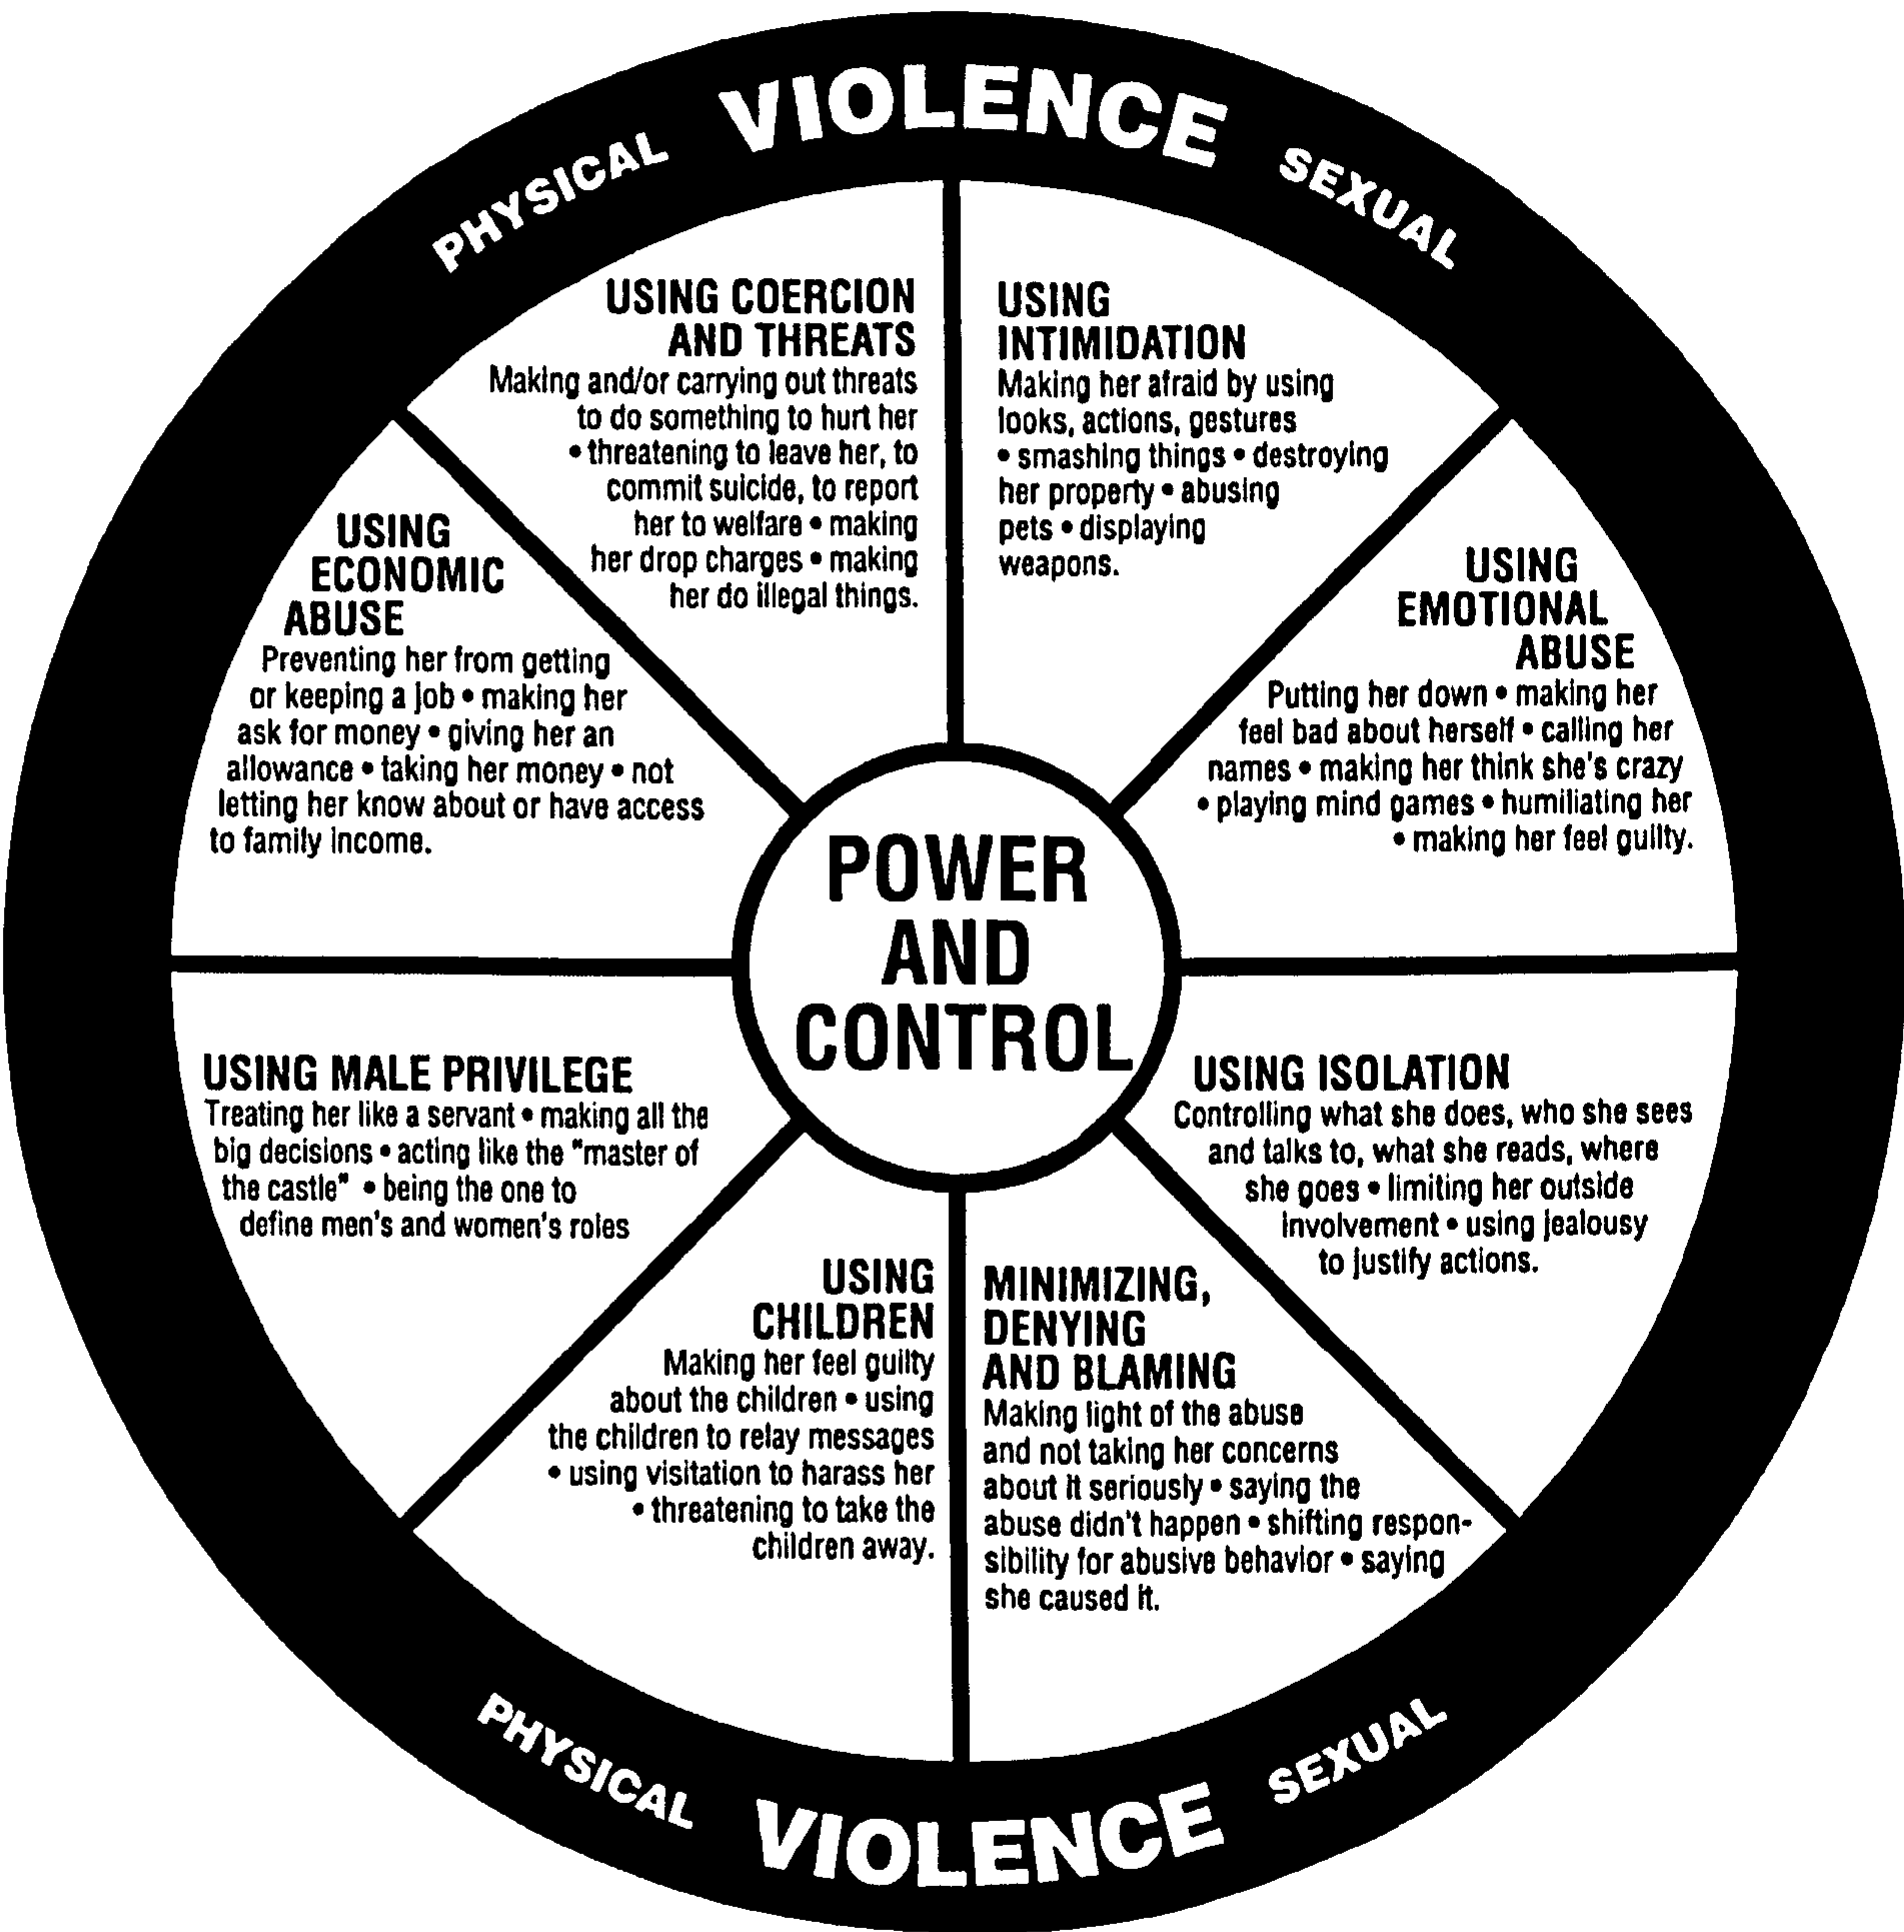 PHYSICAL VIOLENCE SEXUAL
USING COERCION
AND THREATS
Making and/or carrying out threats
to do something to hurt her
• threatening to leave her, to
commit suicide, to report
her to welfare • making
her drop charges • making
her do illegal things.
USING
INTIMIDATION
Making her afraid by using
looks, actions, gestures
• smashing things • destroying
her property • abusing
pets • displaying
weapons.
USING
EMOTIONAL
ABUSE
Putting her down • making her
feel bad about herself • calling her
names • making her think she's crazy
• playing mind games • humiliating her
• making her feel guilty.
USING ISOLATION
Controlling what she does, who she sees
and talks to, what she reads, where
she goes • limiting her outside
involvement • using jealousy
to justify actions.
MINIMIZING,
DENYING
AND BLAMING
Making light of the abuse
and not taking her concerns
about it seriously • saying the
abuse didn't happen • shifting respon-
sibility for abusive behavior • saying
she caused it.
USING
CHILDREN
Making her feel guilty
about the children • using
the children to relay messages
• using visitation to harass her
• threatening to take the
children away.
USING MALE PRIVILEGE
Treating her like a servant • making all the
big decisions • acting like the "master of
the castle" • being the one to
define men's and women's roles
USING
ECONOMIC
ABUSE
Preventing her from getting
or keeping a job • making her
ask for money • giving her an
allowance • taking her money • not
letting her know about or have access
to family income.
POWER
AND
CONTROL
PHYSICAL VIOLENCE SEXUAL